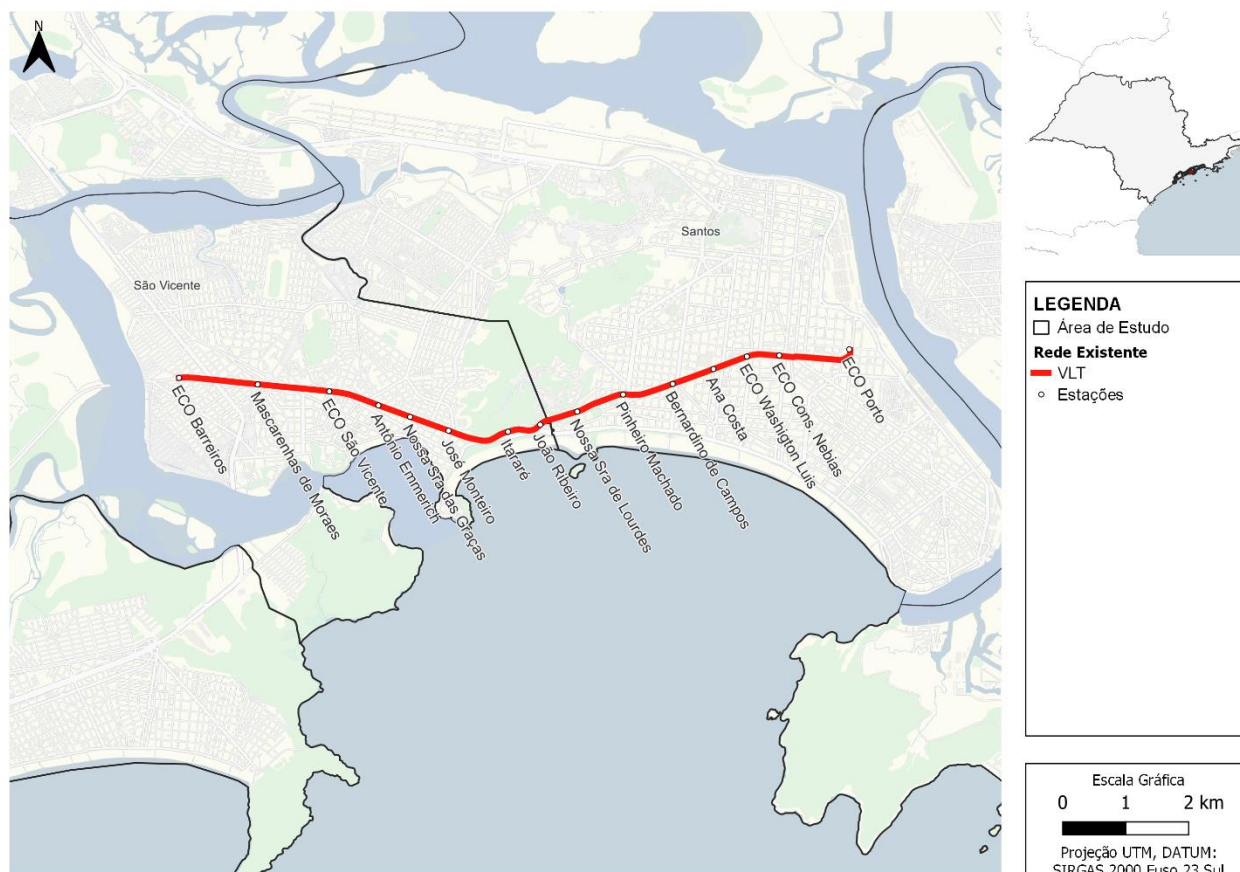 N
Santos
São Vicente
ECO Barreiros
Mascarenhas de Moraes
ECO São Vicente
Antônio Emmerich
Nossa Sra das Graças
José Monteiro
Itararé
João Ribeiro
Nossa Sra de Lourdes
Pinheiro Machado
Bernardino de Campos
Ana Costa
ECO Washigton Luis
ECO Cons. Nebias
ECO Porto
LEGENDA
Área de Estudo
Rede Existente
VLT
Estações
Escala Gráfica
0 1 2 km
Projeção UTM, DATUM:
SIRGAS 2000 Fuso 23 Sul